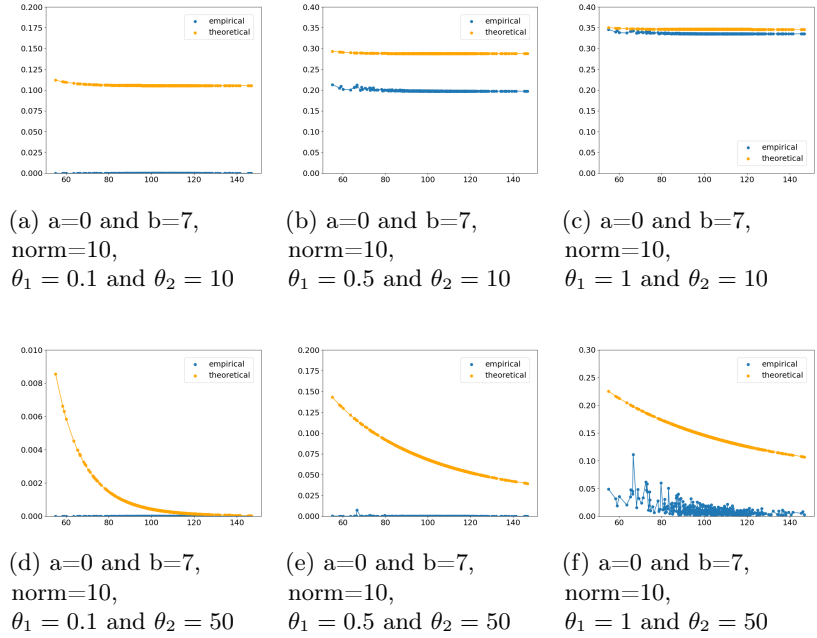 0.200
0.175
0.150
0.125
0.100
0.075
0.050
0.025
0.000
60 80 100 120 140
empirical
theoretical
0.40
0.35
0.30
0.25
0.20
0.15
0.10
0.05
0.00
60 80 100 120 140
empirical
theoretical
0.40
0.35
0.30
0.25
0.20
0.15
0.10
0.05
0.00
60 80 100 120 140
empirical
theoretical
(a) a=0 and b=7,
norm=10,
θ₁ = 0.1 and θ₂ = 10
(b) a=0 and b=7,
norm=10,
θ₁ = 0.5 and θ₂ = 10
(c) a=0 and b=7,
norm=10,
θ₁ = 1 and θ₂ = 10
0.010
0.008
0.006
0.004
0.002
0.000
60 80 100 120 140
empirical
theoretical
0.200
0.175
0.150
0.125
0.100
0.075
0.050
0.025
0.000
60 80 100 120 140
empirical
theoretical
0.30
0.25
0.20
0.15
0.10
0.05
0.00
60 80 100 120 140
empirical
theoretical
(d) a=0 and b=7,
norm=10,
θ₁ = 0.1 and θ₂ = 50
(e) a=0 and b=7,
norm=10,
θ₁ = 0.5 and θ₂ = 50
(f) a=0 and b=7,
norm=10,
θ₁ = 1 and θ₂ = 50